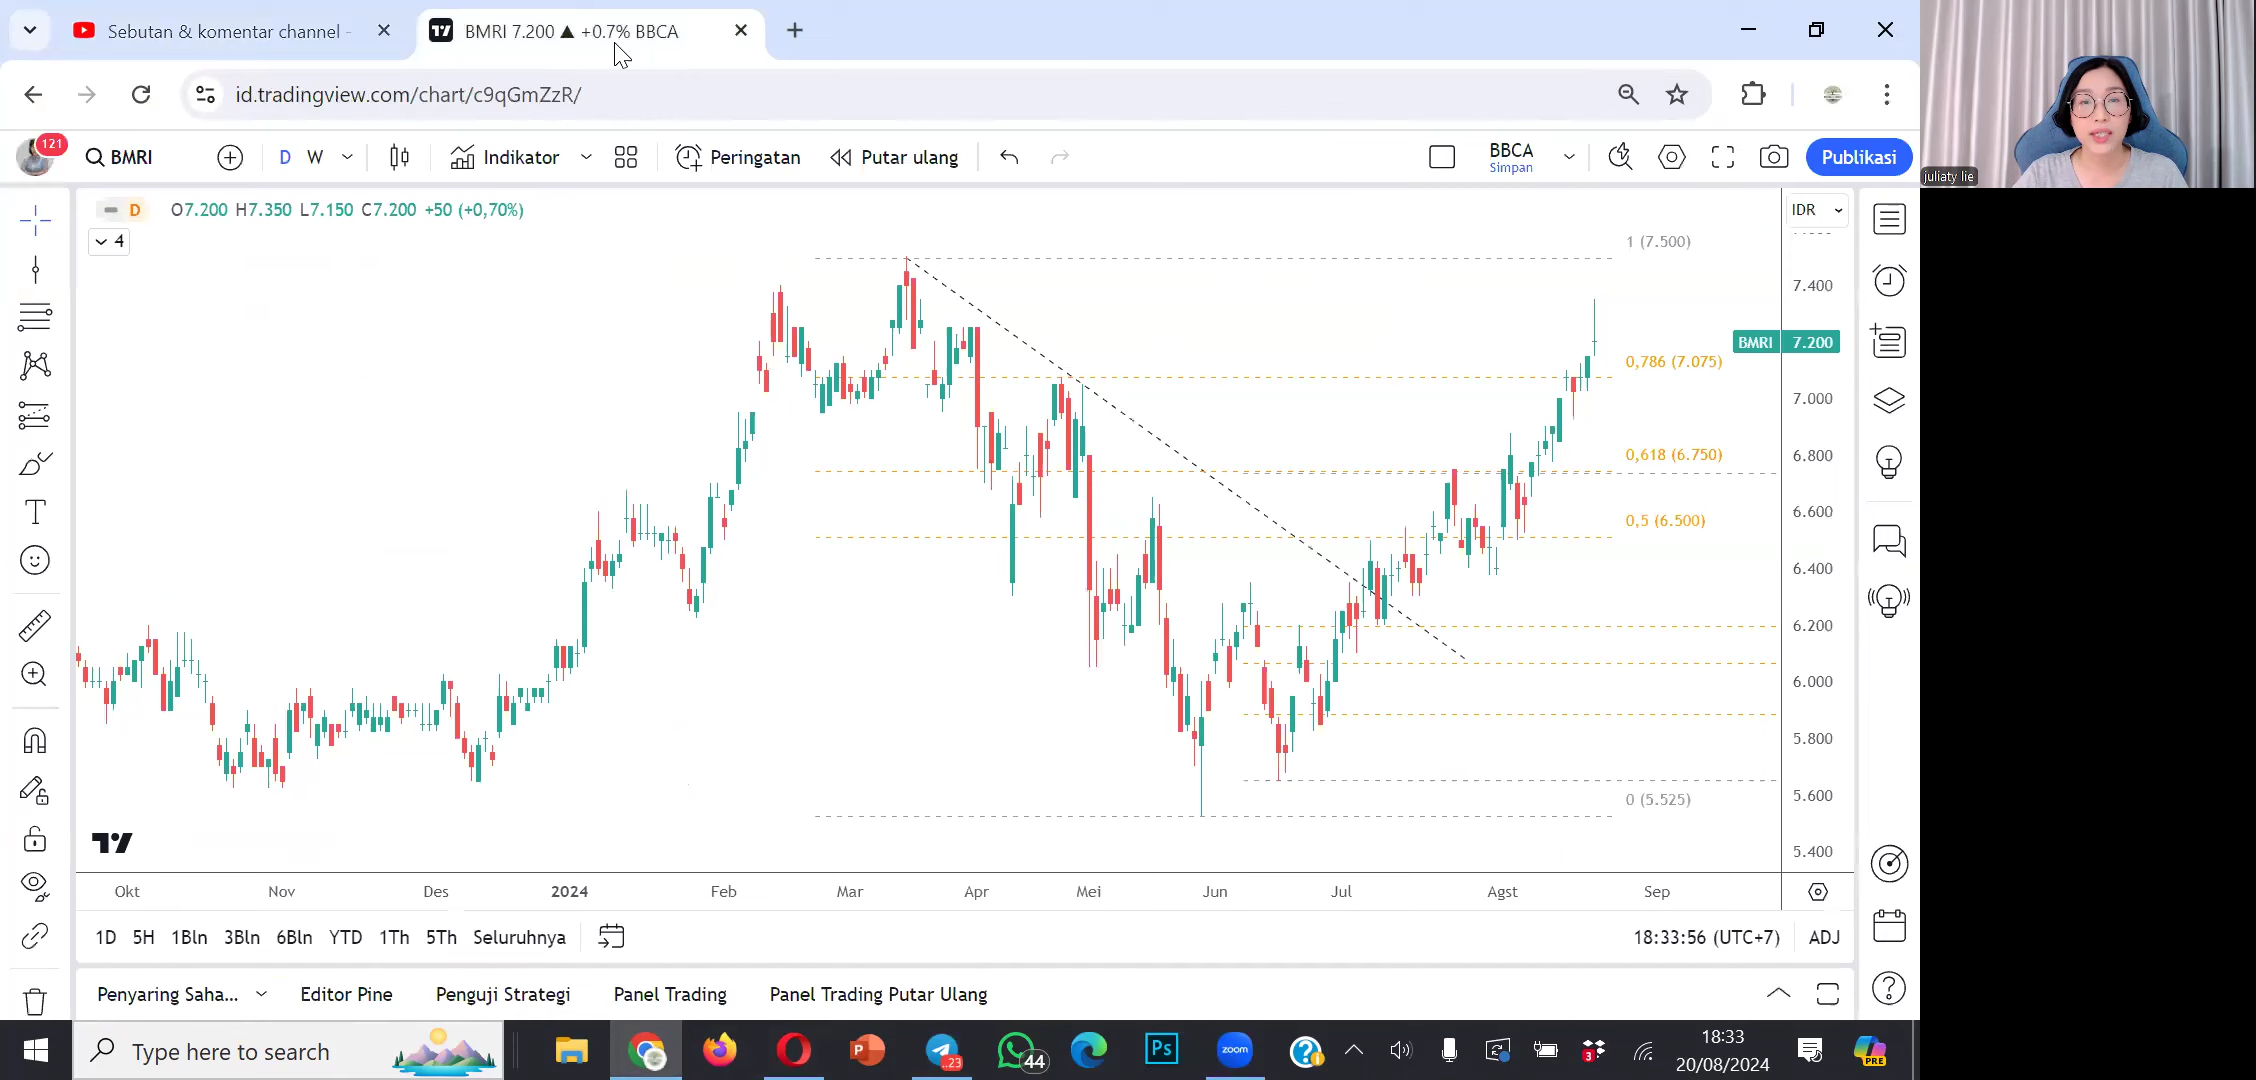 Sebutan & komentar channel -
BMRI 7.200 ▲ +0.7% BBCA
id.tradingview.com/chart/c9qGmZzR/
121
BMRI
D W
Indikator
Peringatan
Putar ulang
BBCA
Simpan
Publikasi
juliaty lie
D O7.200 H7.350 L7.150 C7.200 +50 (+0,70%)
4
IDR
1 (7.500)
7.400
BMRI 7.200
0,786 (7.075)
7.000
0,618 (6.750)
6.800
6.600
0,5 (6.500)
6.400
6.200
6.000
5.800
0 (5.525)
5.600
5.400
Okt Nov Des 2024 Feb Mar Apr Mei Jun Jul Agst Sep
1D 5H 1Bln 3Bln 6Bln YTD 1Th 5Th Seluruhnya
18:33:56 (UTC+7) ADJ
Penyaring Saha... Editor Pine Penguji Strategi Panel Trading Panel Trading Putar Ulang
Type here to search
P
..23
44
Ps
zoom
3
18:33
20/08/2024
PRE